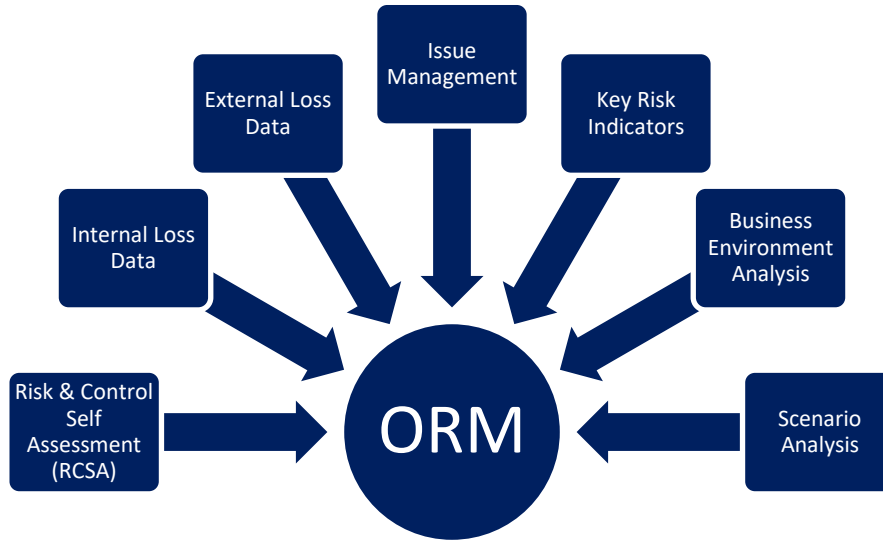 Issue
Management
External Loss
Data
Key Risk
Indicators
Internal Loss
Data
Business
Environment
Analysis
Risk & Control
Self
Assessment
(RCSA)
ORM
Scenario
Analysis